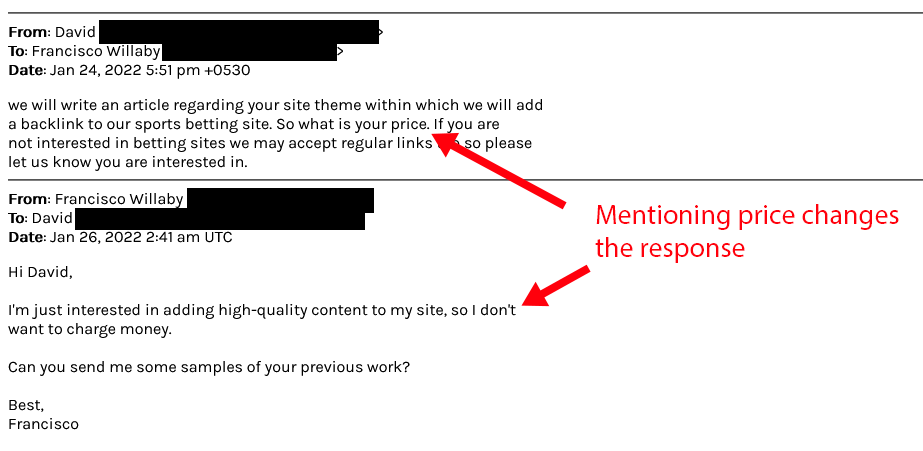 From: David >
To: Francisco Willaby >
Date: Jan 24, 2022 5:51 pm +0530
we will write an article regarding your site theme within which we will add
a backlink to our sports betting site. So what is your price. If you are
not interested in betting sites we may accept regular links so please
let us know you are interested in.
From: Francisco Willaby
To: David
Date: Jan 26, 2022 2:41 am UTC
Hi David,
I'm just interested in adding high-quality content to my site, so I don't
want to charge money.
Can you send me some samples of your previous work?
Best,
Francisco
Mentioning price changes
the response